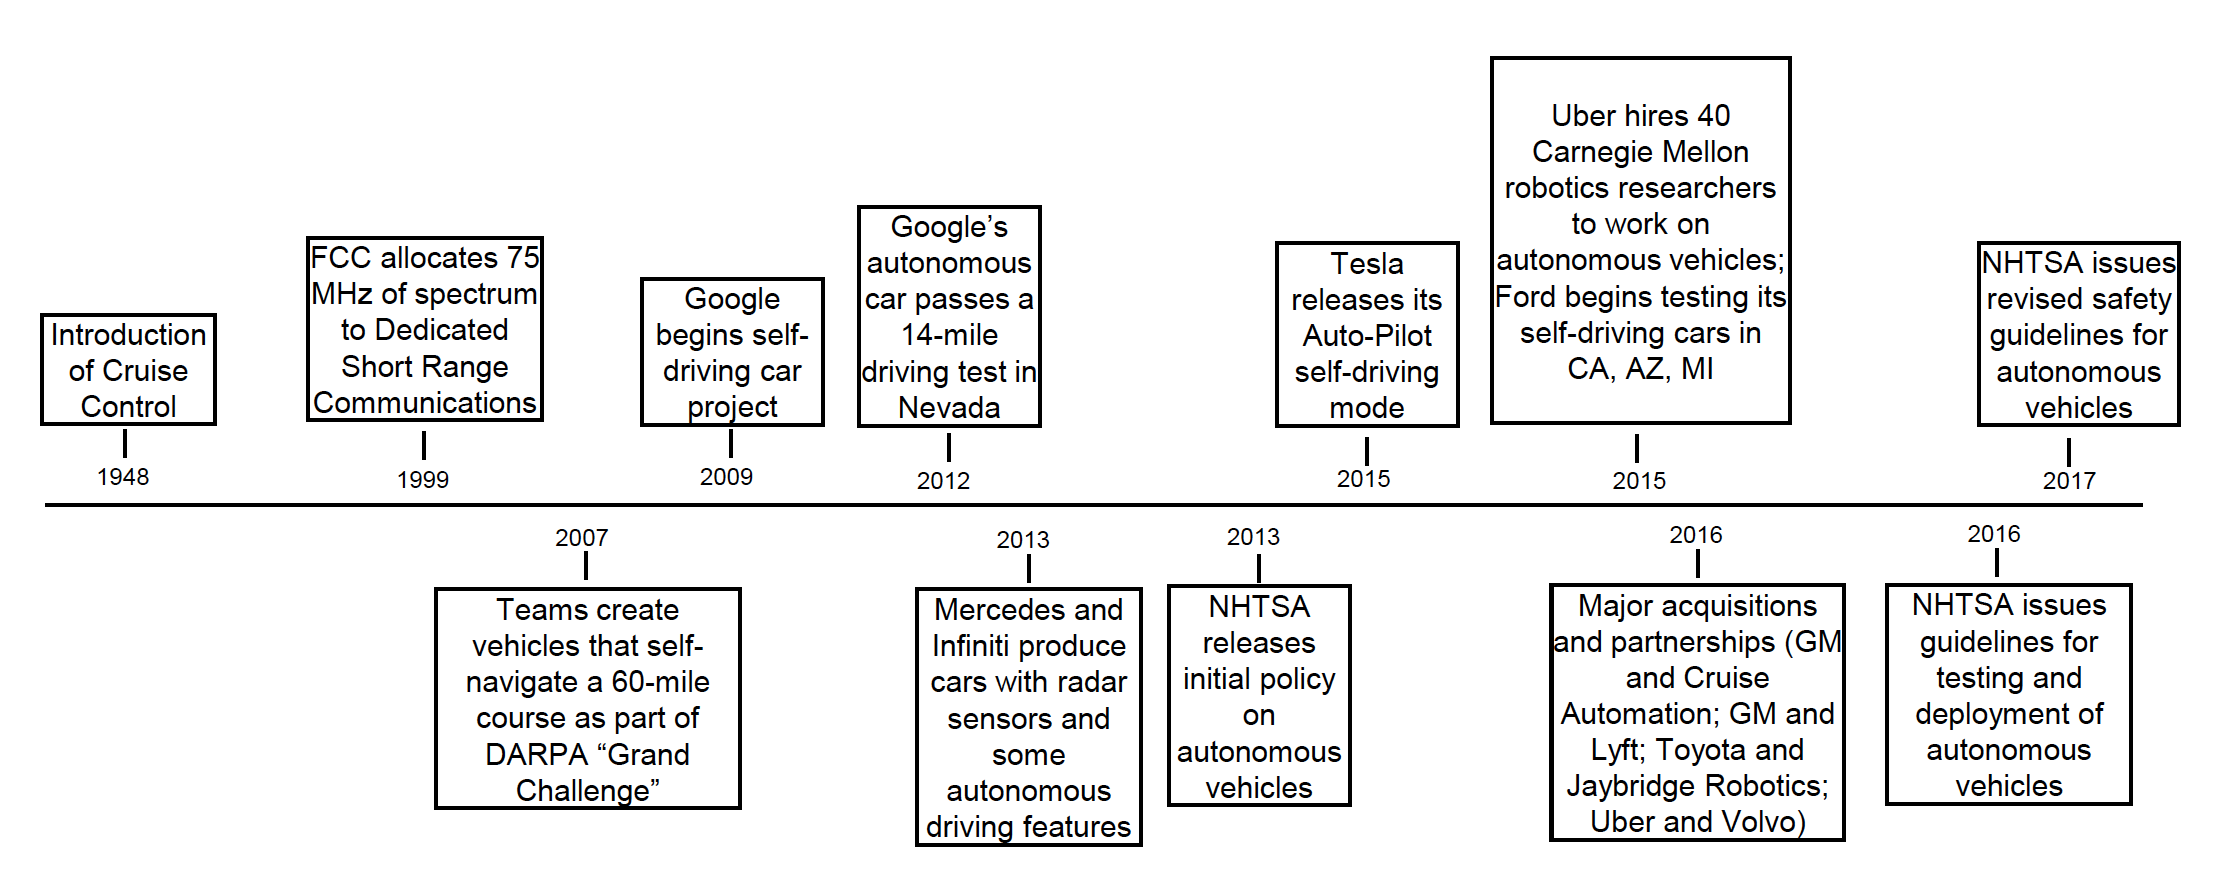 Introduction
of Cruise
Control
1948
FCC allocates 75
MHz of spectrum
to Dedicated
Short Range
Communications
1999
2007
Teams create
vehicles that self-
navigate a 60-mile
course as part of
DARPA “Grand
Challenge”
Google
begins self-
driving car
project
2009
Google’s
autonomous
car passes a
14-mile
driving test in
Nevada
2012
2013
Mercedes and
Infiniti produce
cars with radar
sensors and
some
autonomous
driving features
2013
NHTSA
releases
initial policy
on
autonomous
vehicles
Tesla
releases its
Auto-Pilot
self-driving
mode
2015
Uber hires 40
Carnegie Mellon
robotics researchers
to work on
autonomous vehicles;
Ford begins testing its
self-driving cars in
CA, AZ, MI
2015
2016
Major acquisitions
and partnerships (GM
and Cruise
Automation; GM and
Lyft; Toyota and
Jaybridge Robotics;
Uber and Volvo)
2016
NHTSA issues
guidelines for
testing and
deployment of
autonomous
vehicles
NHTSA issues
revised safety
guidelines for
autonomous
vehicles
2017